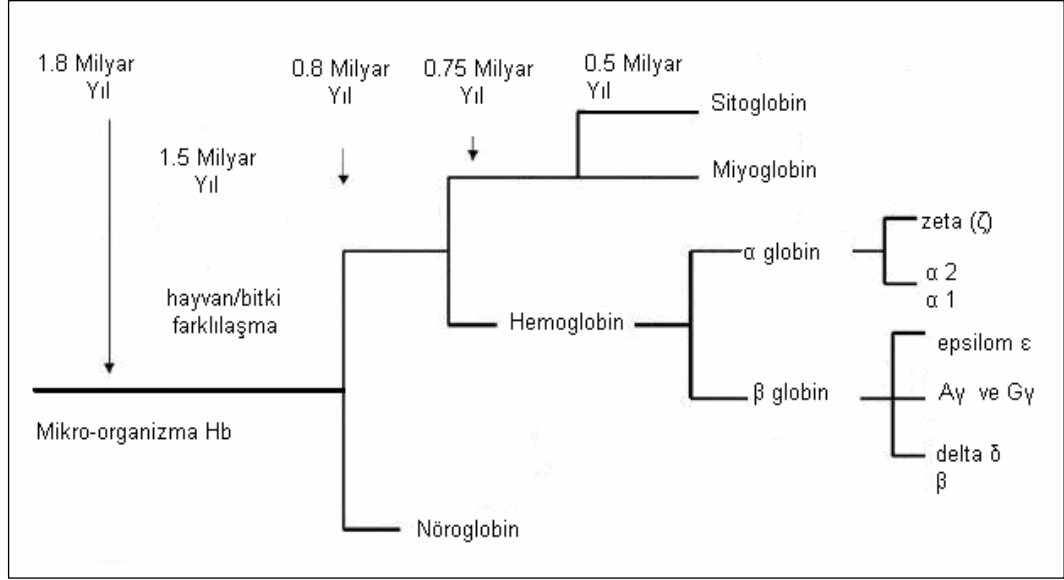 1.8 Milyar
Yıl
0.8 Milyar
Yıl
0.75 Milyar
Yıl
0.5 Milyar
Yıl
Sitoglobin
1.5 Milyar
Yıl
Miyoglobin
zeta (ζ)
α globin
α 2
α 1
hayvan/bitki
farklılaşma
Hemoglobin
epsilom ε
β globin
Aγ ve Gγ
Mikro-organizma Hb
delta δ
β
Nöroglobin